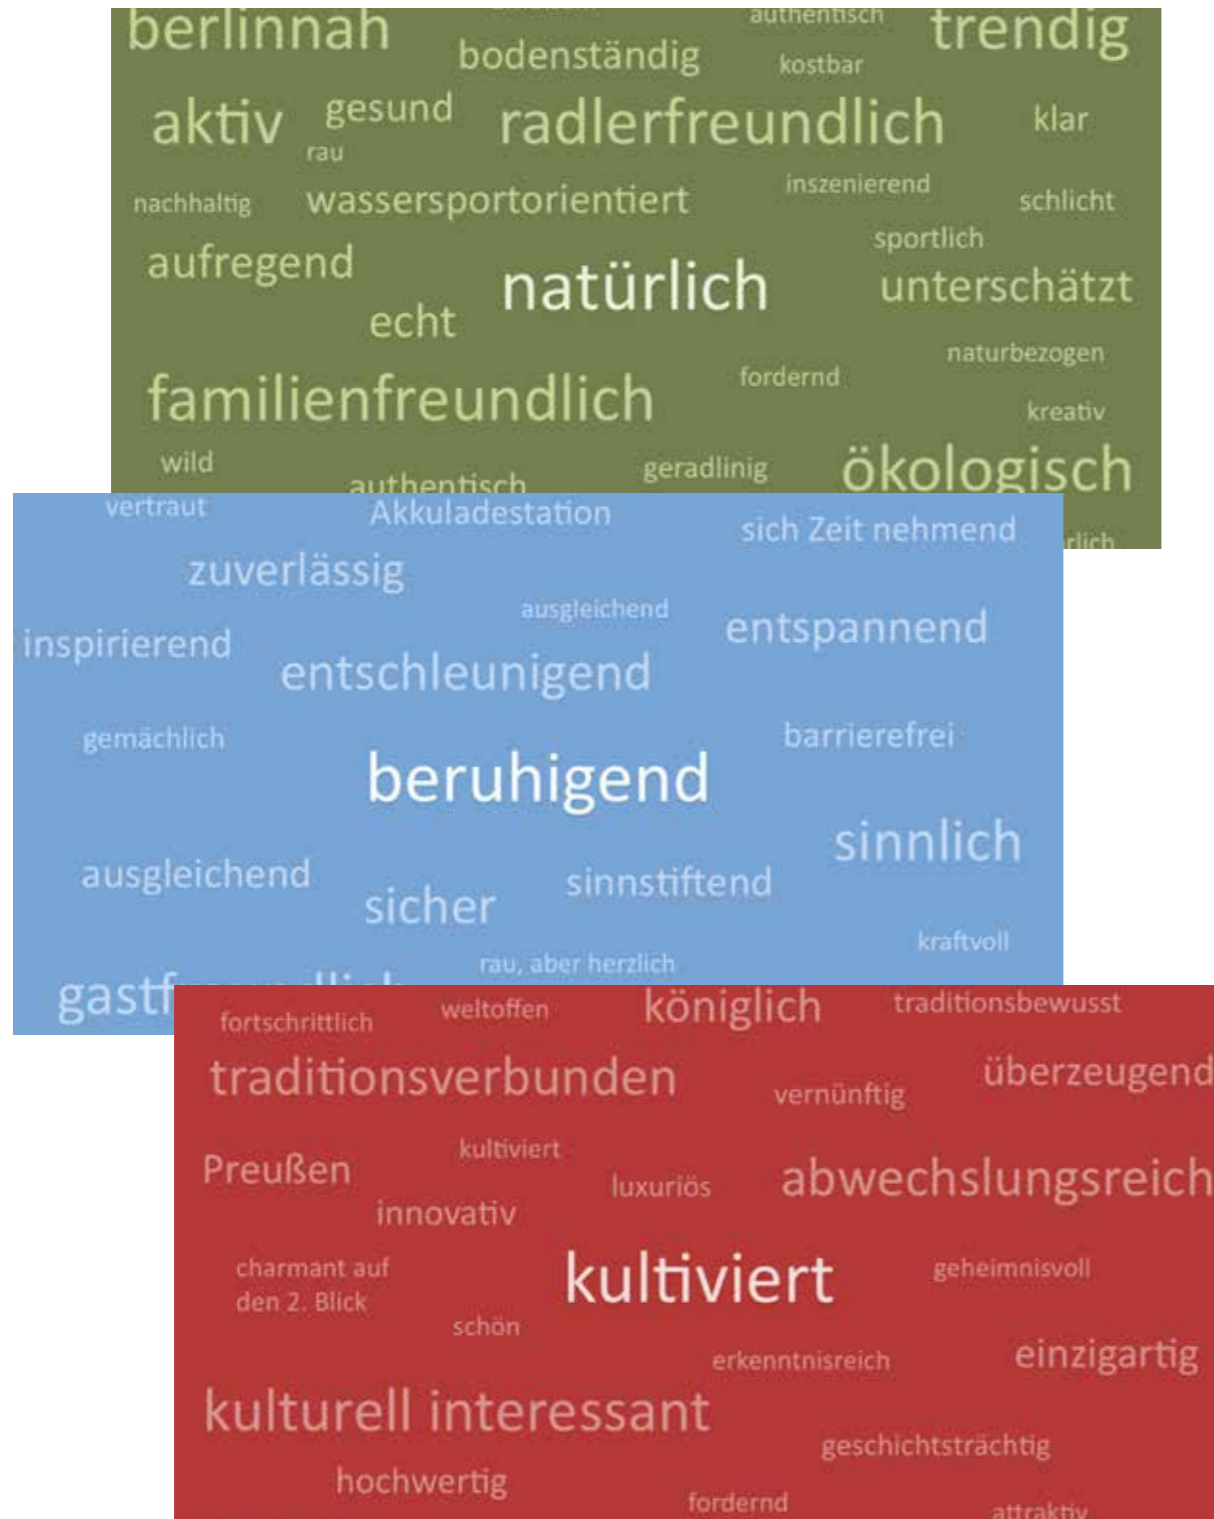 berlinnah
authentisch
trendig
bodenständig
kostbar
aktiv
gesund
radlerfreundlich
klar
rau
nachhaltig
wassersportorientiert
inszenierend
schlicht
sportlich
aufregend
natürlich
unterschätzt
echt
naturbezogen
familienfreundlich
fordernd
kreativ
wild
authentisch
geradlinig
ökologisch
vertraut
Akkuladestation
sich Zeit nehmend
zuverlässig
ausgleichend
entspannend
inspirierend
entschleunigend
gemächlich
barrierefrei
beruhigend
sinnlich
ausgleichend
sinnstiftend
sicher
kraftvoll
rau, aber herzlich
gastfreundlich
fortschrittlich
weltoffen
königlich
traditionsbewusst
traditionsverbunden
vernünftig
überzeugend
kultiviert
Preußen
luxuriös
abwechslungsreich
innovativ
charmant auf
den 2. Blick
kultiviert
geheimnisvoll
schön
erkenntnisreich
einzigartig
kulturell interessant
geschichtsträchtig
hochwertig
fordernd
attraktiv